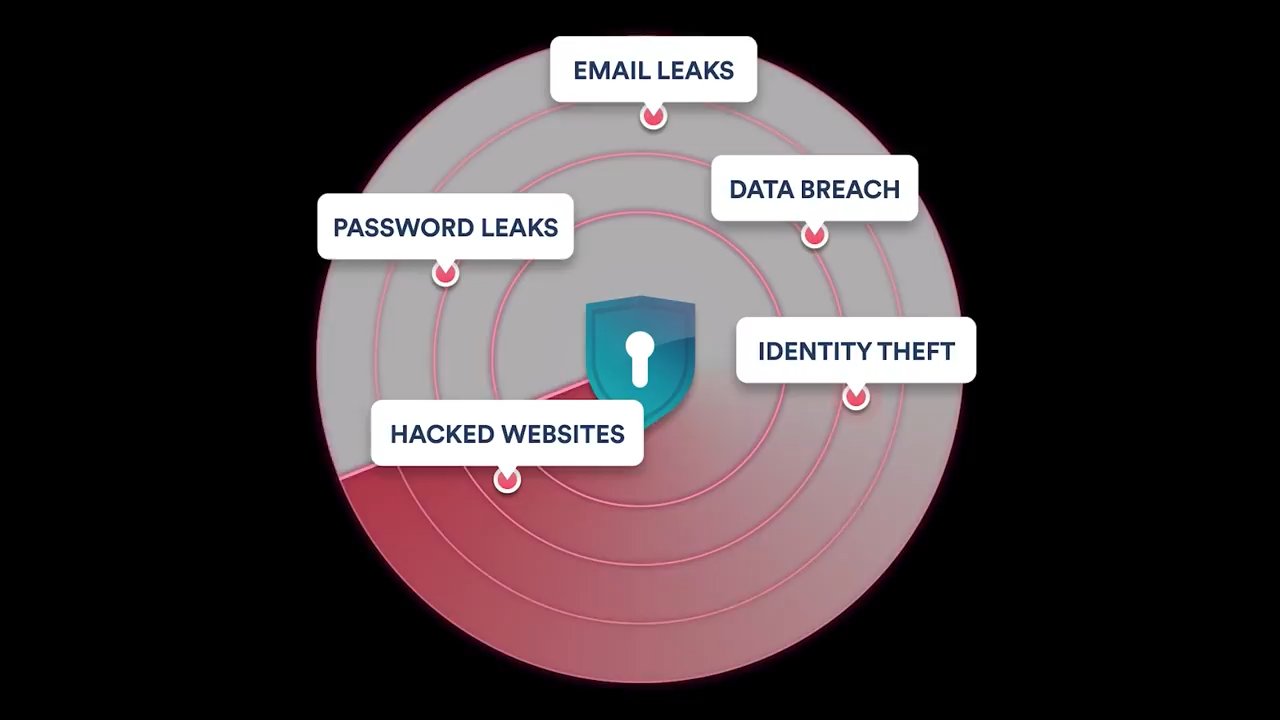 EMAIL LEAKS
DATA BREACH
PASSWORD LEAKS
IDENTITY THEFT
HACKED WEBSITES